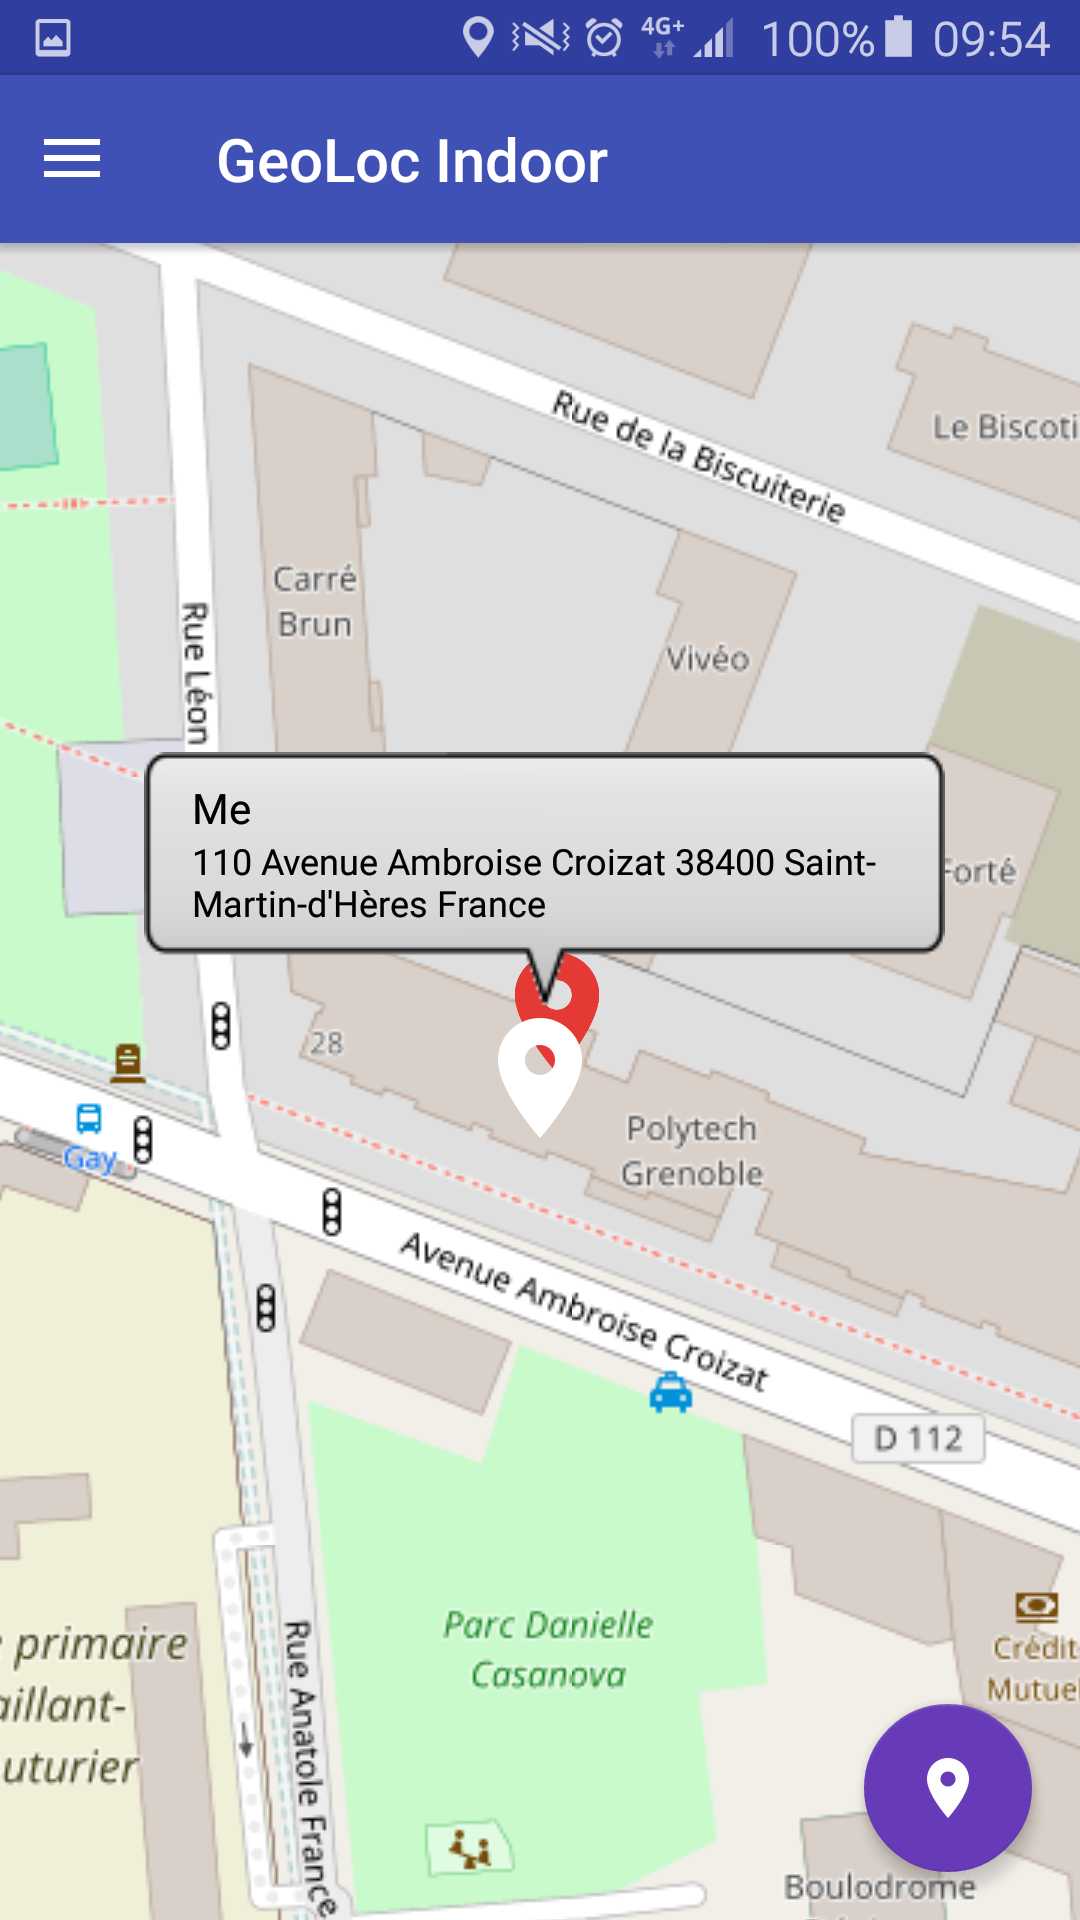 4G+ 100% 09:54
GeoLoc Indoor
Rue de la Biscuiterie
Le Biscoti
Carré
Brun
Rue Léon
Vivéo
Me
110 Avenue Ambroise Croizat 38400 Saint-
Martin-d'Hères France
Forté
28
Polytech
Grenoble
Gay
Avenue Ambroise Croizat
D 112
Parc Danielle
Casanova
primaire
aillant-
uturier
Rue Anatole France
Crédit
Mutuel
Boulodrome